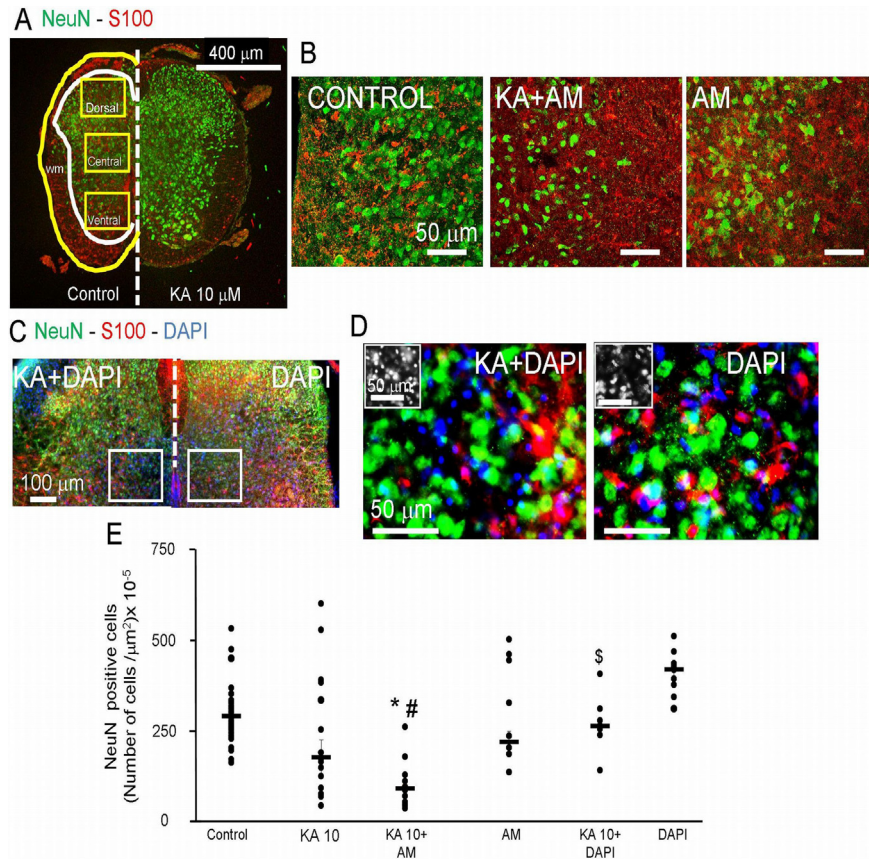 A NeuN - S100
400 μm
Dorsal
Central
wm
Ventral
Control
KA 10 μM
B
CONTROL
KA+AM
AM
50 μm
C NeuN - S100 - DAPI
KA+DAPI
DAPI
100 μm
D
KA+DAPI
DAPI
50 μm
50 μm
E
NeuN positive cells
(Number of cells /μm²)x 10⁻⁵
750
500
250
0
* #
$
Control
KA 10
KA 10+
AM
AM
KA 10+
DAPI
DAPI